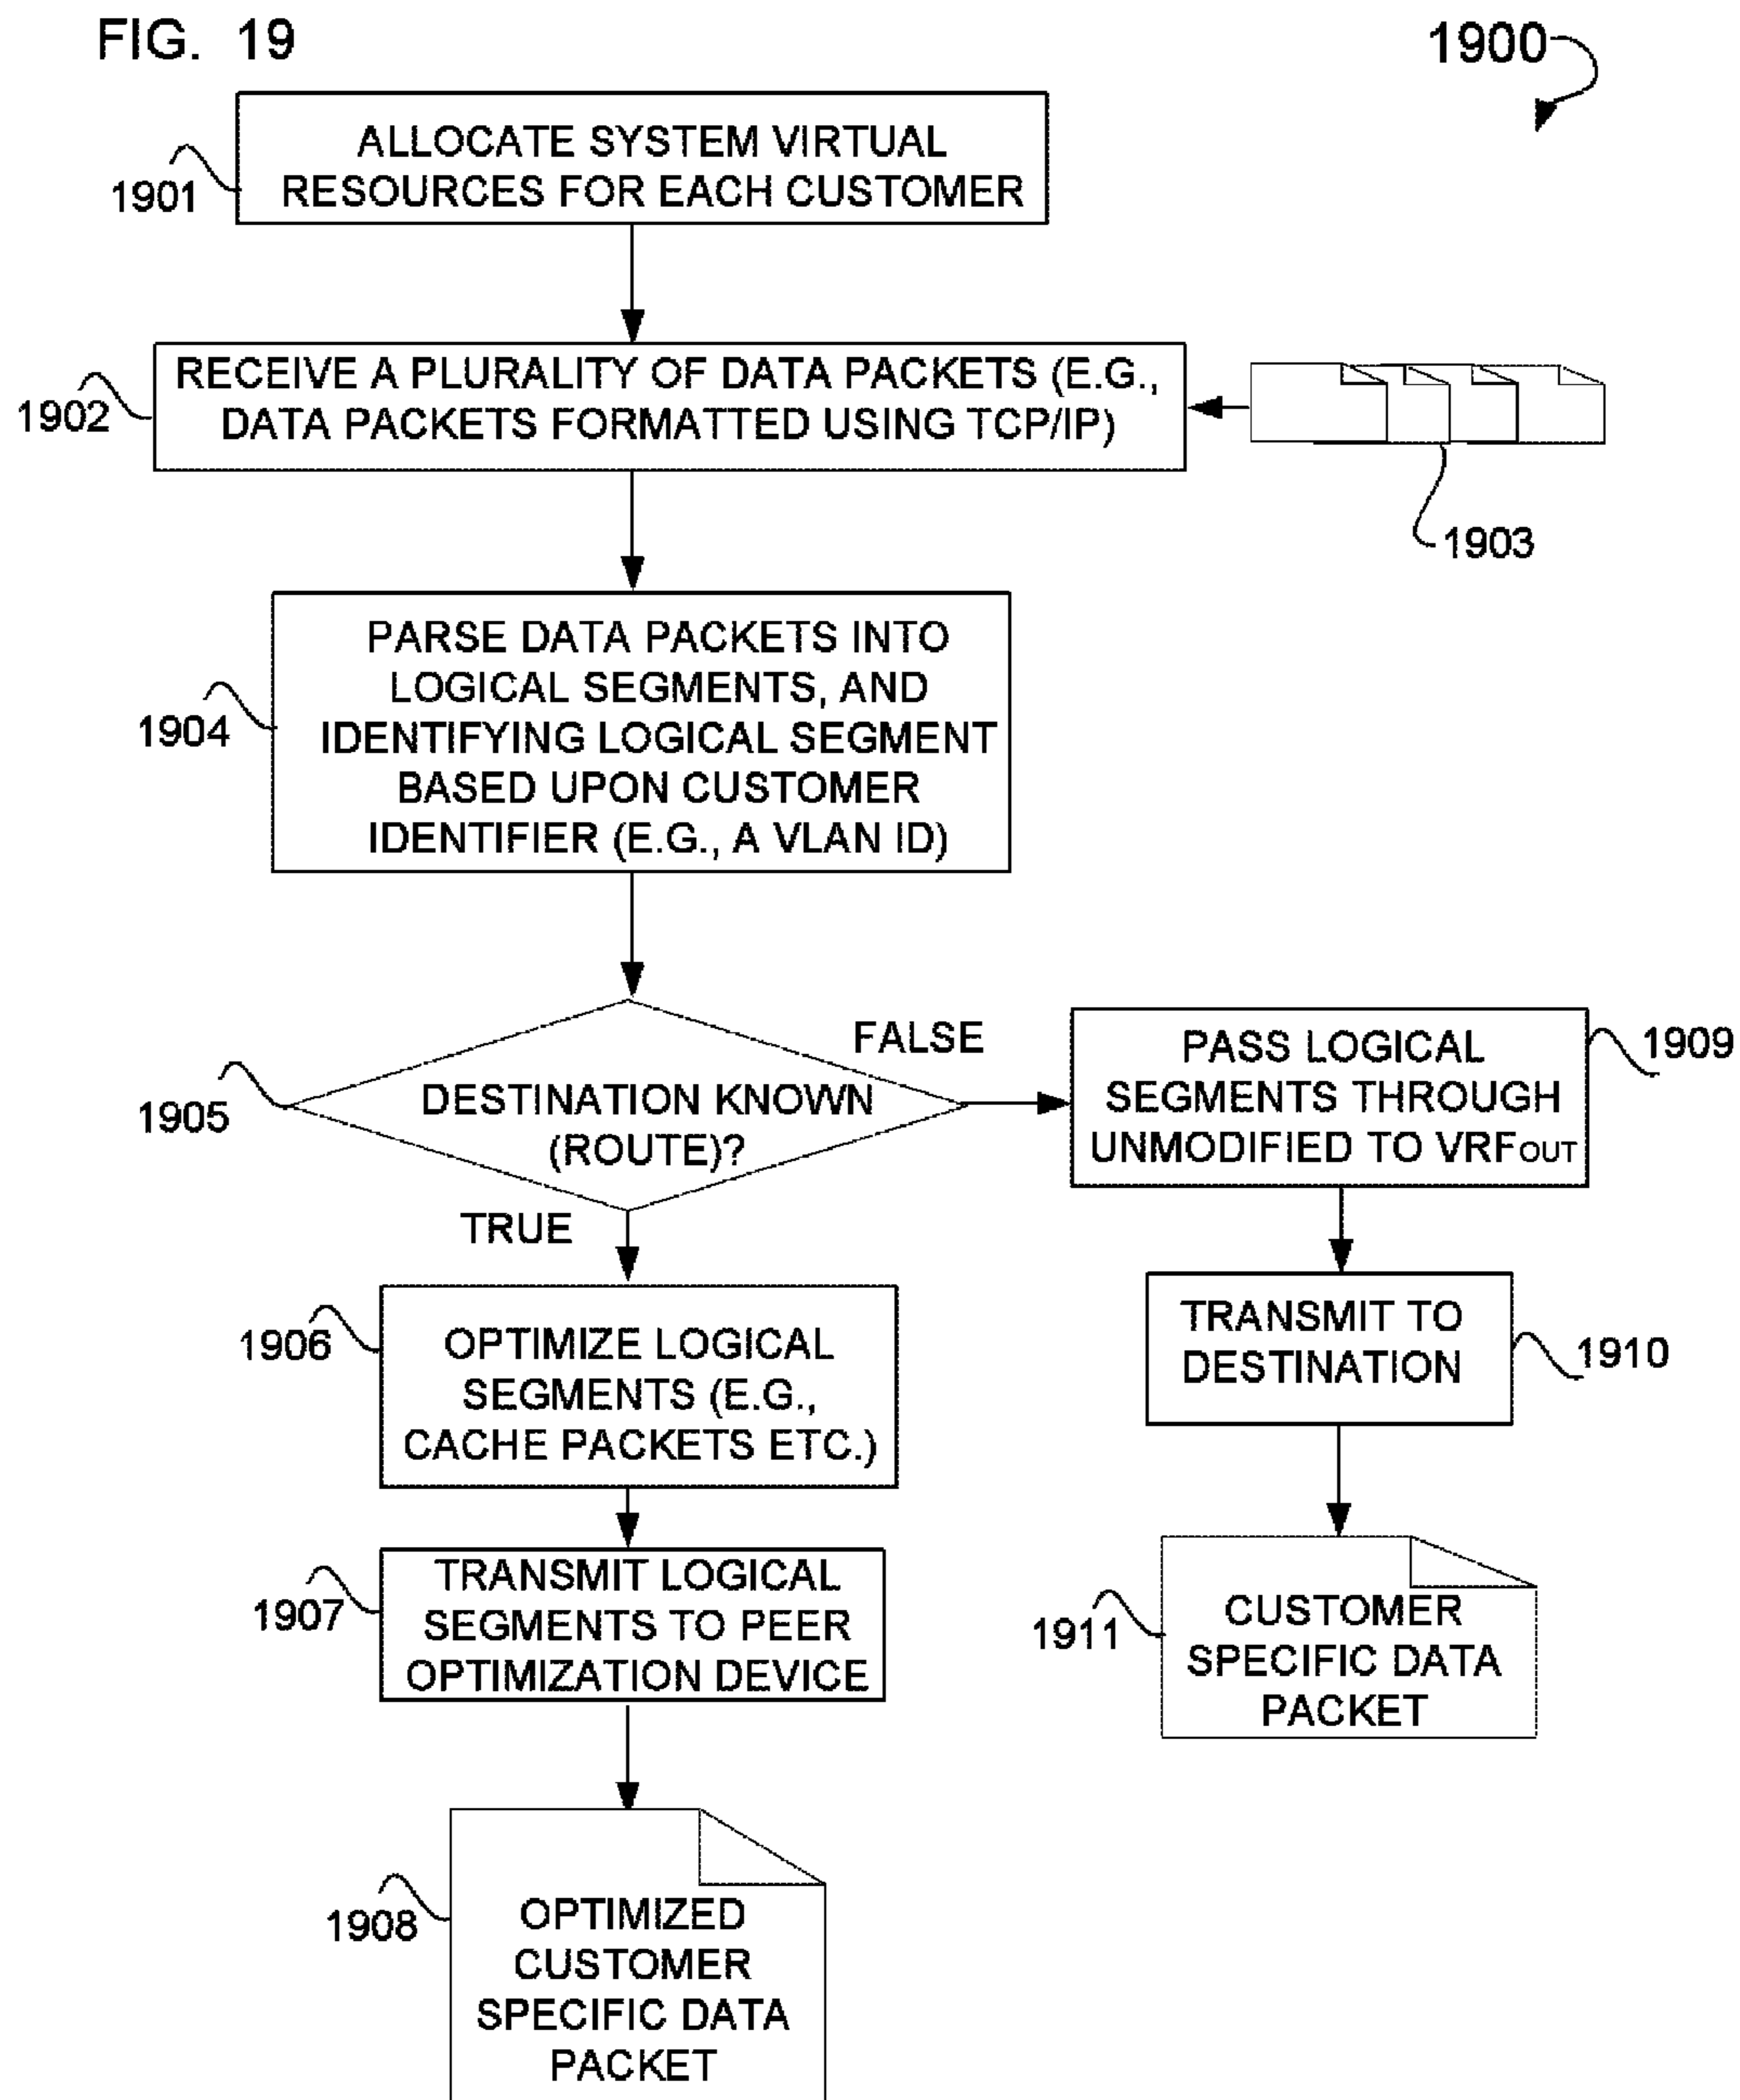 FIG. 19
1900
ALLOCATE SYSTEM VIRTUAL
RESOURCES FOR EACH CUSTOMER
1901
RECEIVE A PLURALITY OF DATA PACKETS (E.G.,
DATA PACKETS FORMATTED USING TCP/IP)
1902
1903
PARSE DATA PACKETS INTO
LOGICAL SEGMENTS, AND
IDENTIFYING LOGICAL SEGMENT
BASED UPON CUSTOMER
IDENTIFIER (E.G., A VLAN ID)
1904
DESTINATION KNOWN
(ROUTE)?
1905
FALSE
TRUE
PASS LOGICAL
SEGMENTS THROUGH
UNMODIFIED TO VRFOUT
1909
OPTIMIZE LOGICAL
SEGMENTS (E.G.,
CACHE PACKETS ETC.)
1906
TRANSMIT TO
DESTINATION
1910
TRANSMIT LOGICAL
SEGMENTS TO PEER
OPTIMIZATION DEVICE
1907
CUSTOMER
SPECIFIC DATA
PACKET
1911
OPTIMIZED
CUSTOMER
SPECIFIC DATA
PACKET
1908